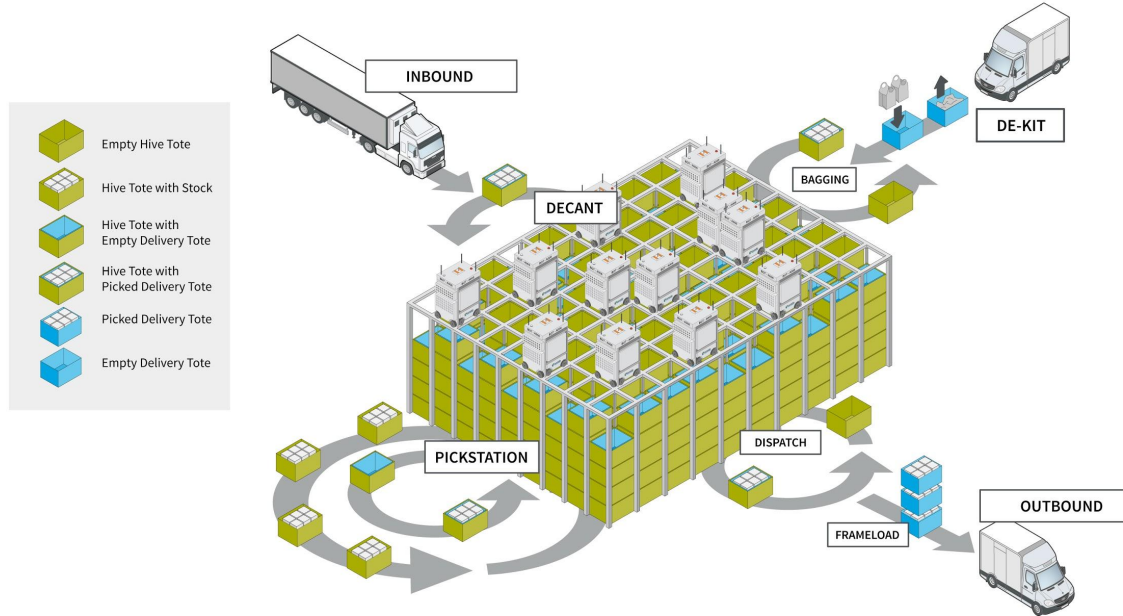 INBOUND
DE-KIT
Empty Hive Tote
Hive Tote with Stock
Hive Tote with
Empty Delivery Tote
Hive Tote with
Picked Delivery Tote
Picked Delivery Tote
Empty Delivery Tote
BAGGING
DECANT
PICKSTATION
DISPATCH
OUTBOUND
FRAMELOAD